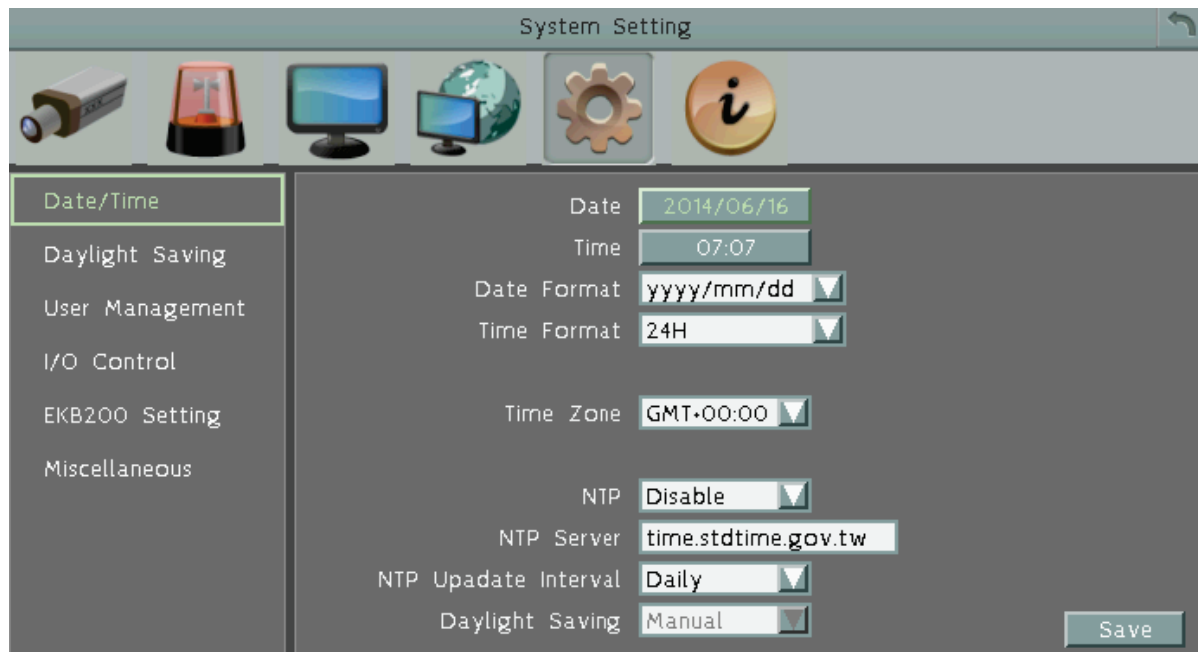 System Setting
Date/Time
Daylight Saving
User Management
I/O Control
EKB200 Setting
Miscellaneous
Date 2014/06/16
Time 07:07
Date Format yyyy/mm/dd
Time Format 24H
Time Zone GMT+00:00
NTP Disable
NTP Server time.stdtime.gov.tw
NTP Upadate Interval Daily
Daylight Saving Manual
Save